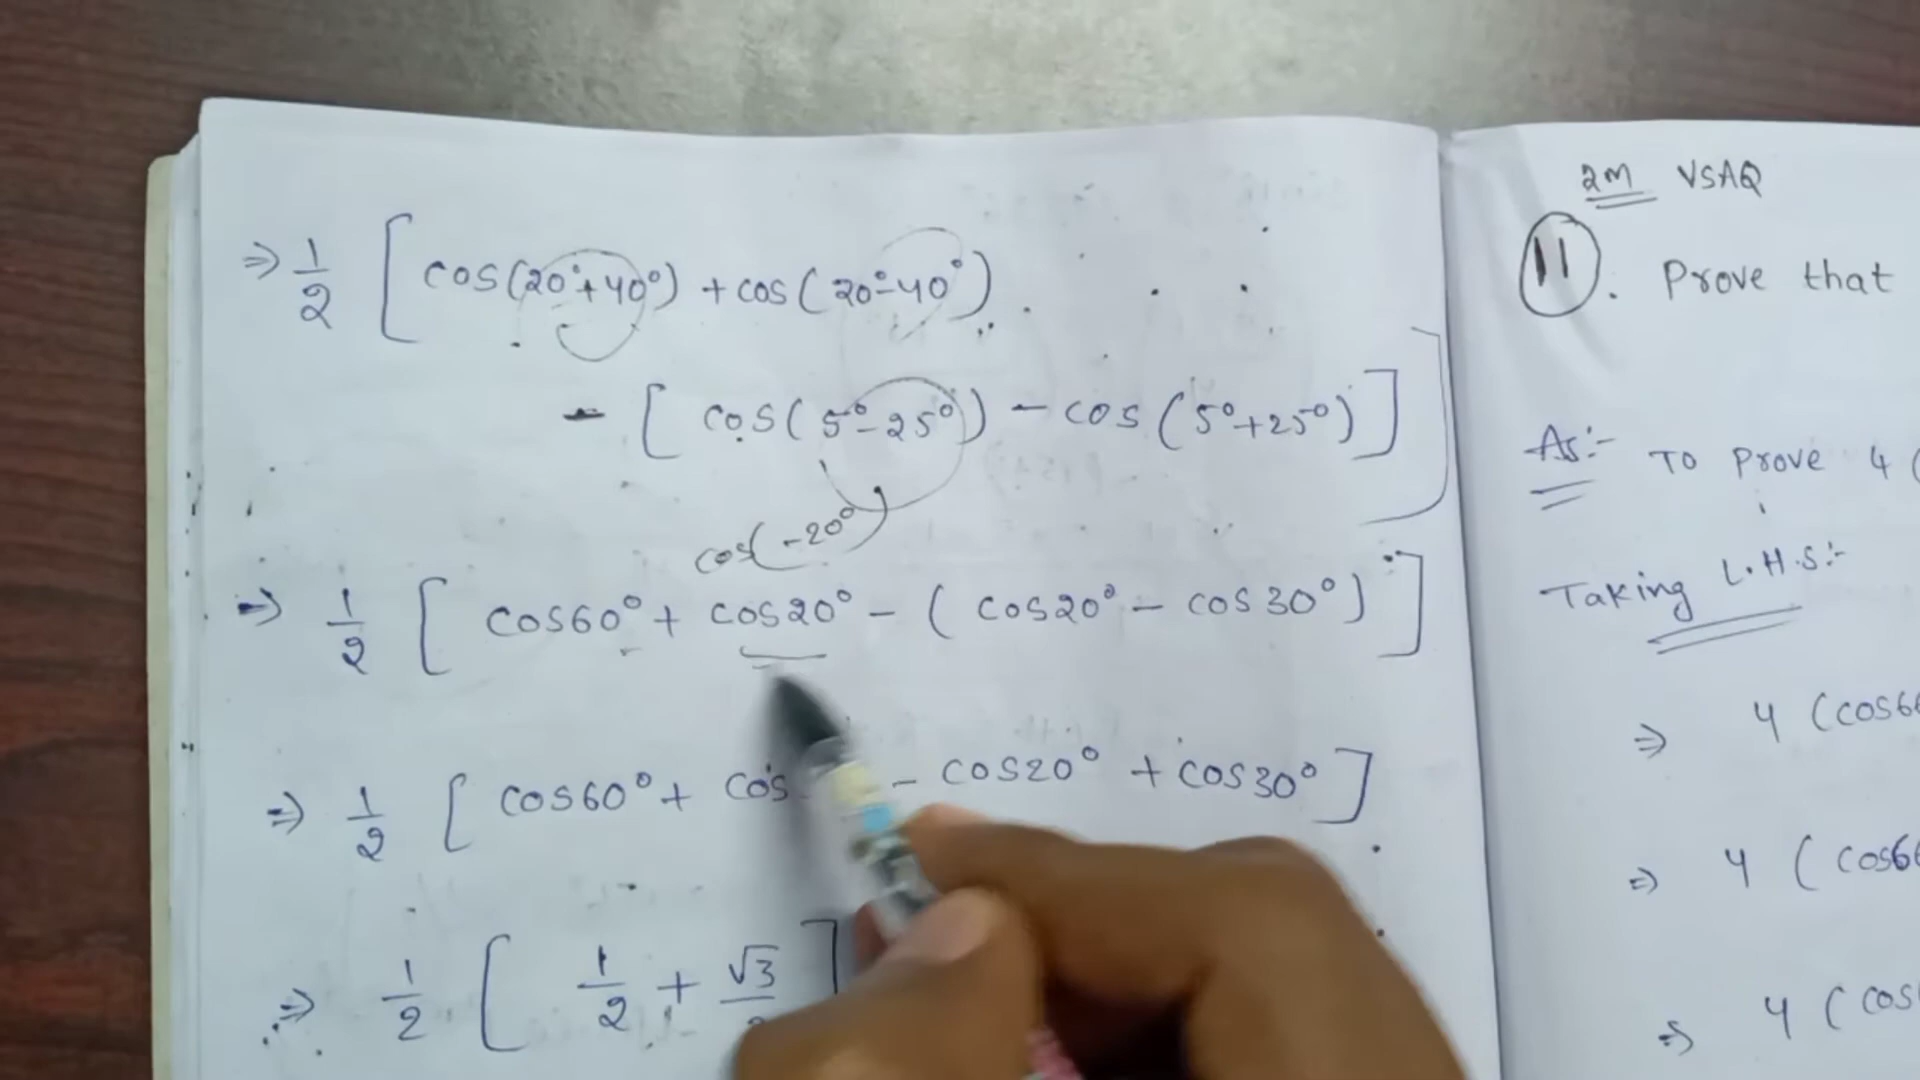 ⇒ 1/2 [ cos(20°+40°) + cos(20°-40°)
- [ cos(5°-25°) - cos(5°+25°) ] ]
cos(-20°)
⇒ 1/2 [ cos60° + cos20° - ( cos20° - cos30° ) ]
⇒ 1/2 [ cos60° + cos - cos20° + cos30° ]
⇒ 1/2 [ 1/2 + √3 ]
2M VSAQ
11. Prove that
As:- To Prove 4 (
Taking L.H.S:-
⇒ 4 (cos6
⇒ 4 ( cos6
⇒ 4 ( cos